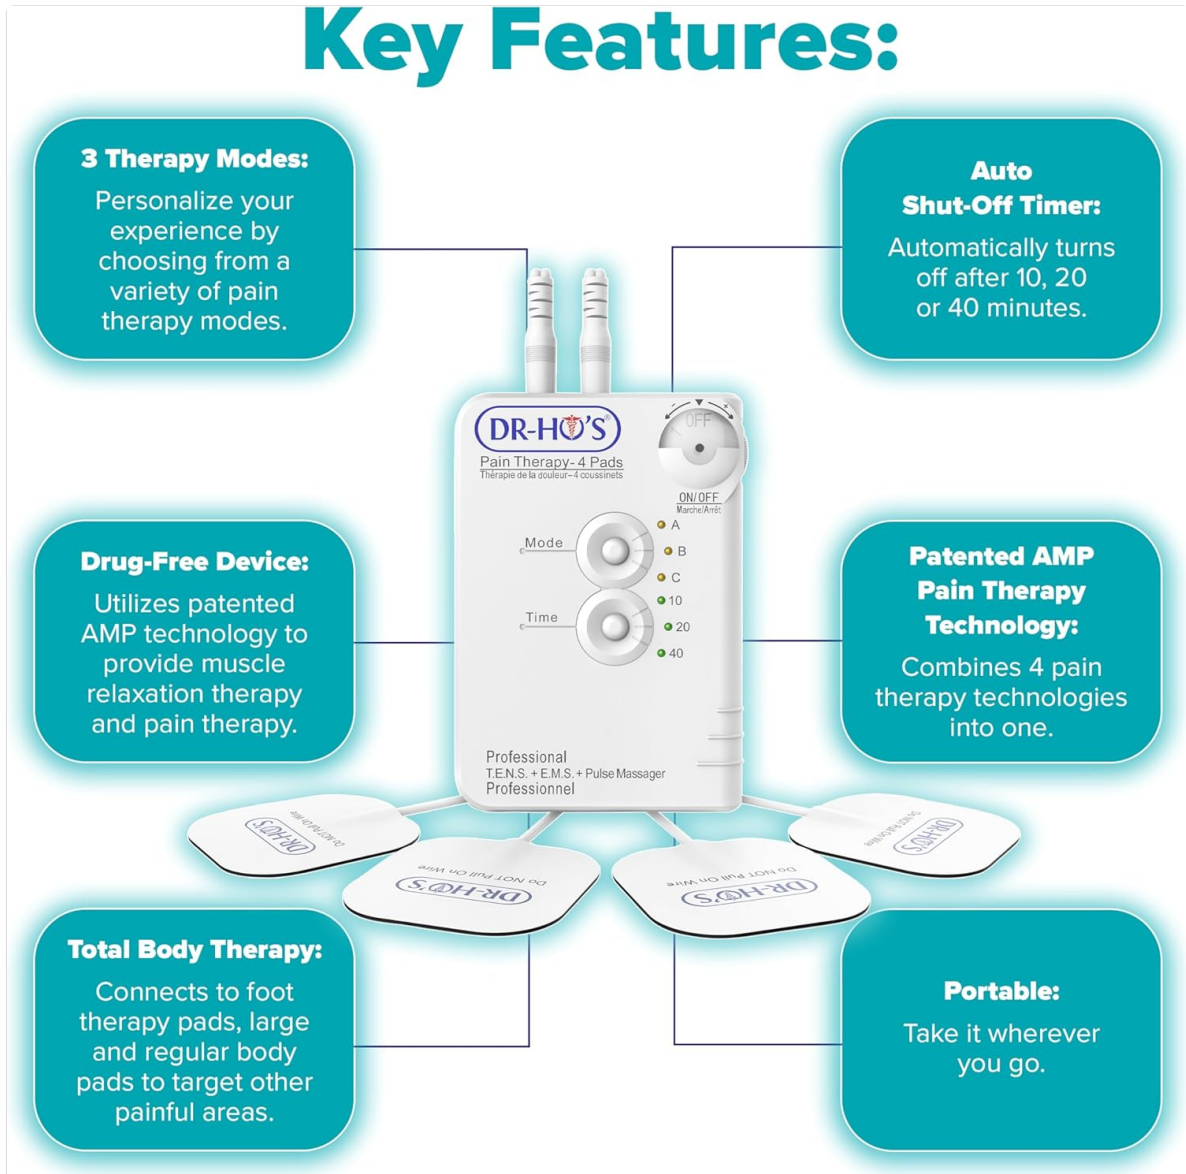 Key Features:
3 Therapy Modes:
Personalize your
experience by
choosing from a
variety of pain
therapy modes.
Auto
Shut-Off Timer:
Automatically turns
off after 10, 20
or 40 minutes.
DR-HO'S®
Pain Therapy- 4 Pads
Thérapie de la douleur-4 coussinets
- +
OFF
ON/OFF
Marche/Arrêt
Mode
A
B
C
Time
10
20
40
Professional
T.E.N.S. + E.M.S. + Pulse Massager
Professionnel
Drug-Free Device:
Utilizes patented
AMP technology to
provide muscle
relaxation therapy
and pain therapy.
Patented AMP
Pain Therapy
Technology:
Combines 4 pain
therapy technologies
into one.
DR-HO'S
Do NOT Pull On Wire
DR-HO'S
Do NOT Pull On Wire
DR-HO'S
Do NOT Pull On Wire
DR-HO'S
Do NOT Pull On Wire
Total Body Therapy:
Connects to foot
therapy pads, large
and regular body
pads to target other
painful areas.
Portable:
Take it wherever
you go.